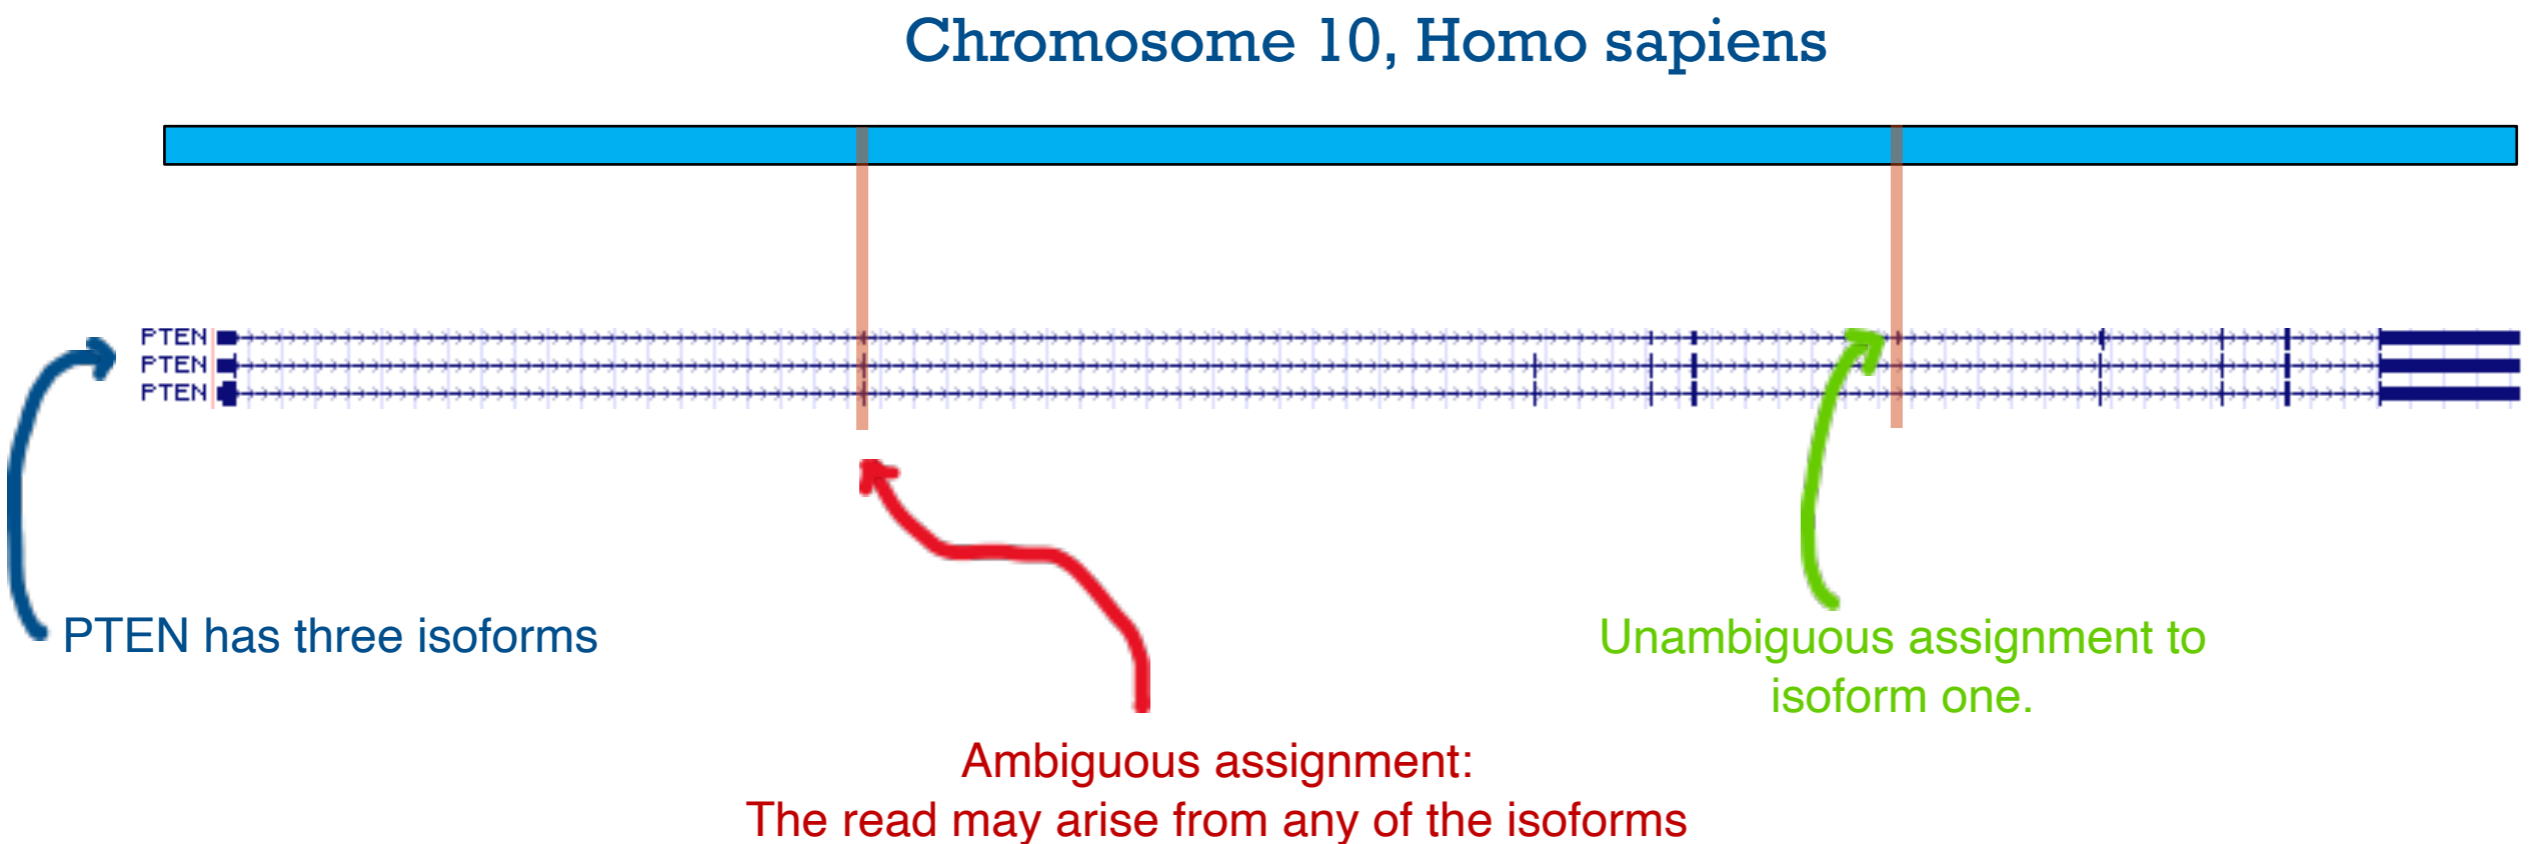 Chromosome 10, Homo sapiens
PTEN
PTEN
PTEN
PTEN has three isoforms
Unambiguous assignment to
isoform one.
Ambiguous assignment:
The read may arise from any of the isoforms